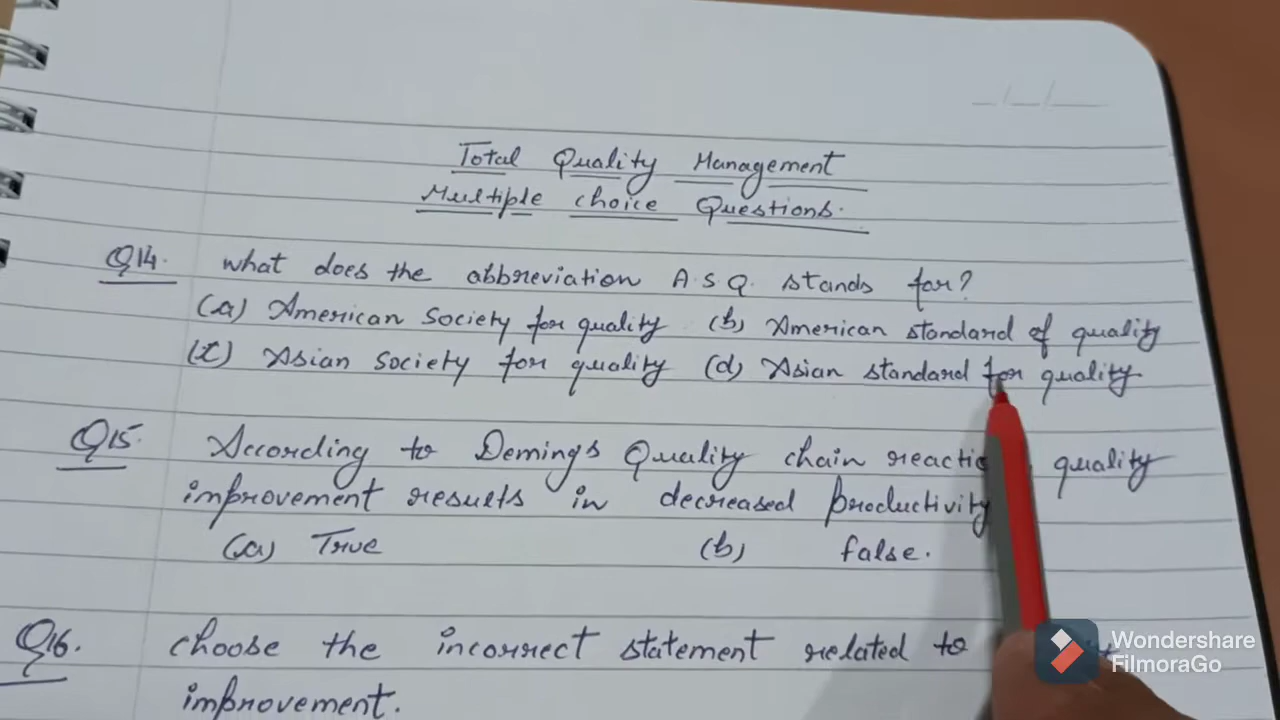 Total Quality Management
Multiple choice Questions.
Q14. what does the abbreviation A.S.Q. stands for?
(a) American Society for quality (b) American standard of quality
(c) Asian society for quality (d) Asian standard for quality
Q15. According to Demings Quality chain quality
improvement results in decreased productivity
(a) True (b) false.
Q16. choose the incorrect statement related to
improvement.
Wondershare
FilmoraGo